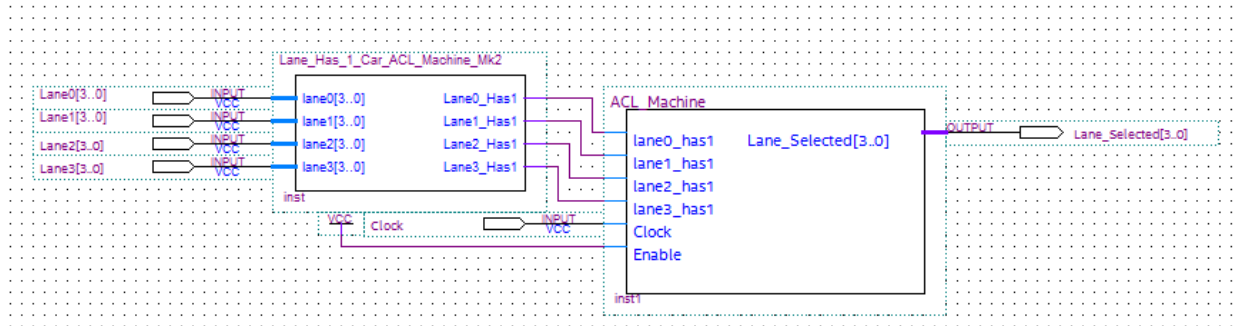 Lane_Has_1_Car_ACL_Machine_Mk2
Lane0[3..0] INPUT VCC lane0[3..0] Lane0_Has1
Lane1[3..0] INPUT VCC lane1[3..0] Lane1_Has1
Lane2[3..0] INPUT VCC lane2[3..0] Lane2_Has1
Lane3[3..0] INPUT VCC lane3[3..0] Lane3_Has1
inst
ACL_Machine
lane0_has1 Lane_Selected[3..0] OUTPUT Lane_Selected[3..0]
lane1_has1
lane2_has1
lane3_has1
VCC Clock INPUT VCC Clock
Enable
inst1